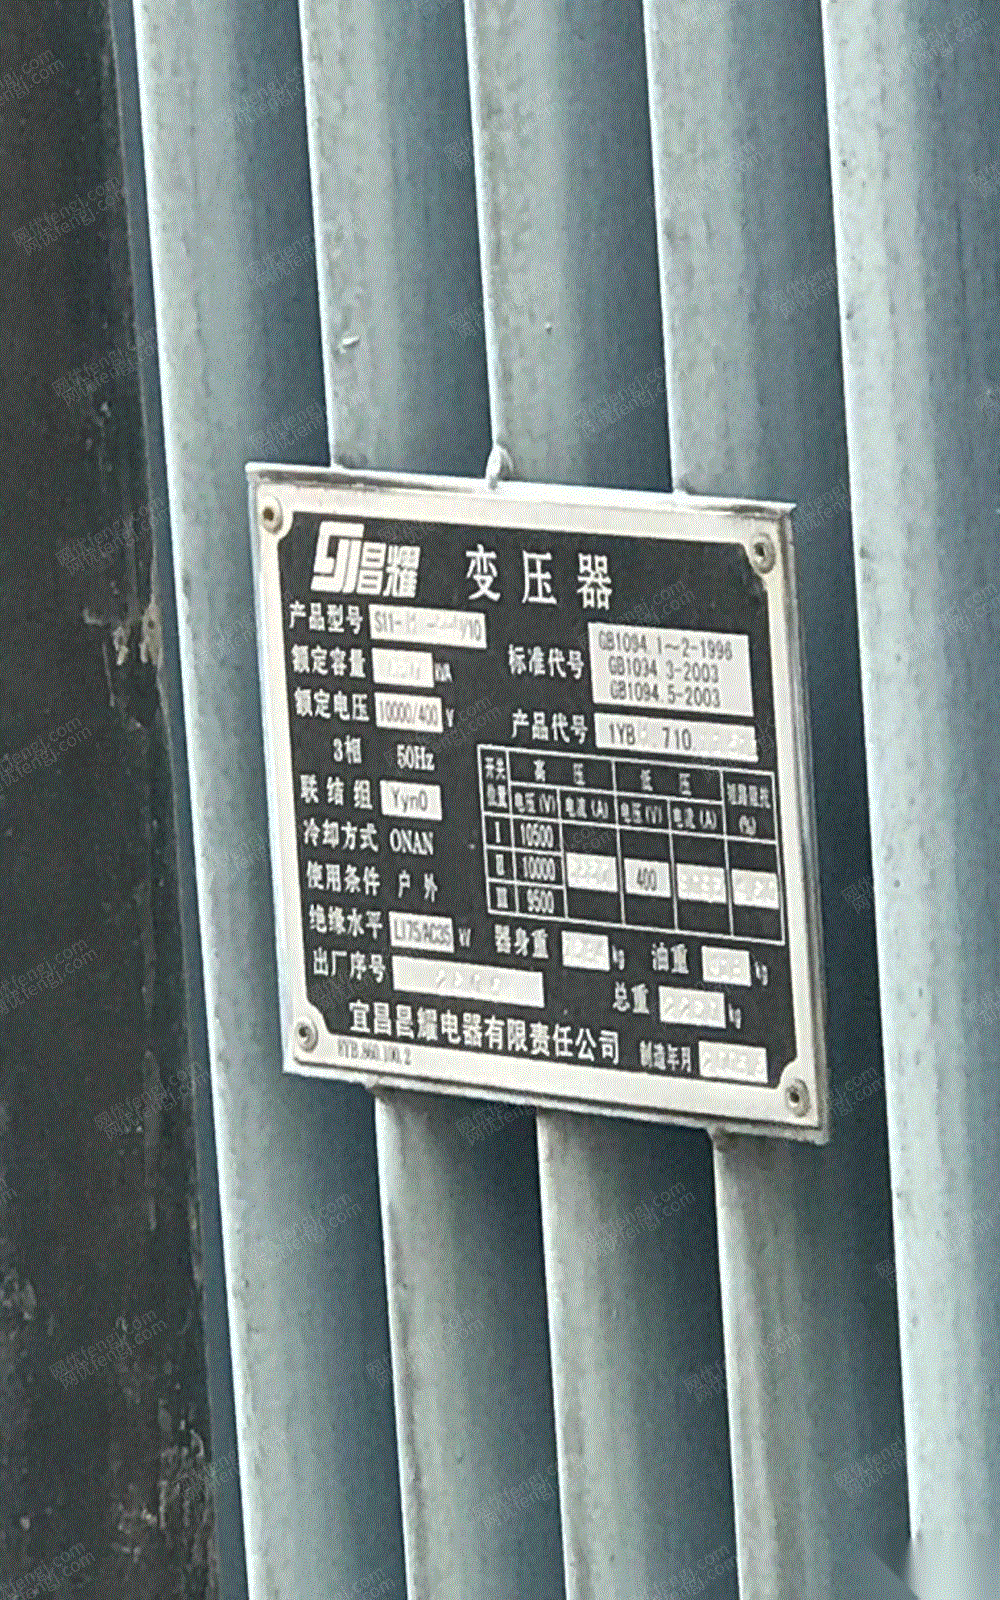 昌耀 变压器
产品型号 S11-
额定容量 kVA
额定电压 10000/400 V
3相 50Hz
联结组 Yyn0
冷却方式 ONAN
使用条件 户外
绝缘水平 LI75AC35 kV
出厂序号
标准代号 GB1094.1~2-1996
GB1094.3-2003
GB1094.5-2003
产品代号 1YB 710
开关位置 高压 低压 短路阻抗(%)
电压(V) 电流(A) 电压(V) 电流(A)
Ⅰ 10500
Ⅱ 10000 400
Ⅲ 9500
器身重 kg 油重 kg
总重 kg
宜昌昌耀电器有限责任公司 制造年月
8YB.860.100.2